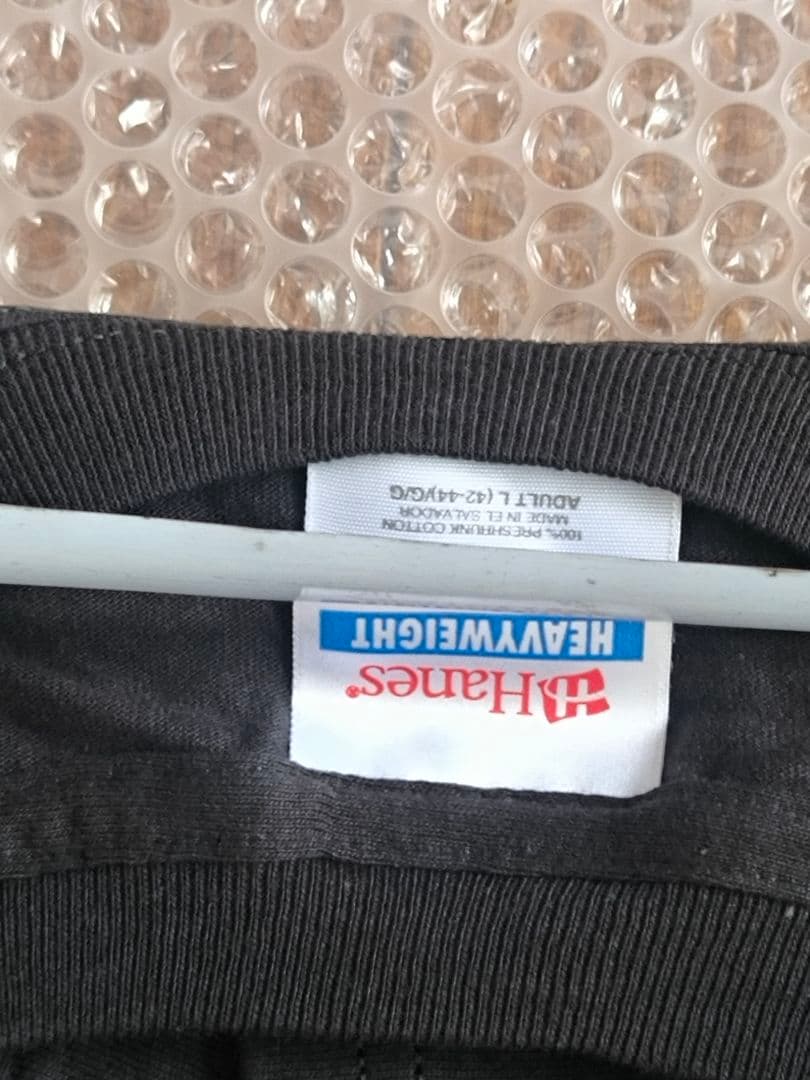 Hanes®
HEAVYWEIGHT
100% PRESHRUNK COTTON
MADE IN EL SALVADOR
ADULT L (42-44)/G/G